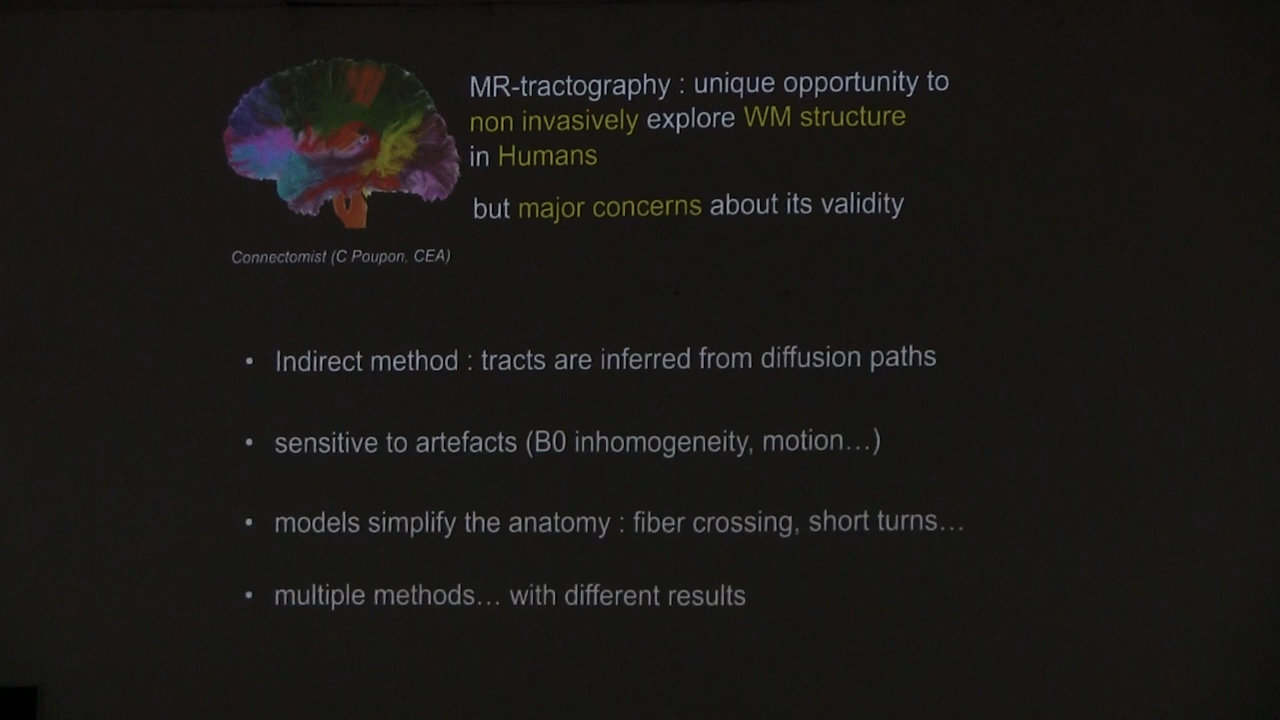 MR-tractography : unique opportunity to
non invasively explore WM structure
in Humans
but major concerns about its validity
Connectomist (C Poupon, CEA)
• Indirect method : tracts are inferred from diffusion paths
• sensitive to artefacts (B0 inhomogeneity, motion…)
• models simplify the anatomy : fiber crossing, short turns…
• multiple methods… with different results